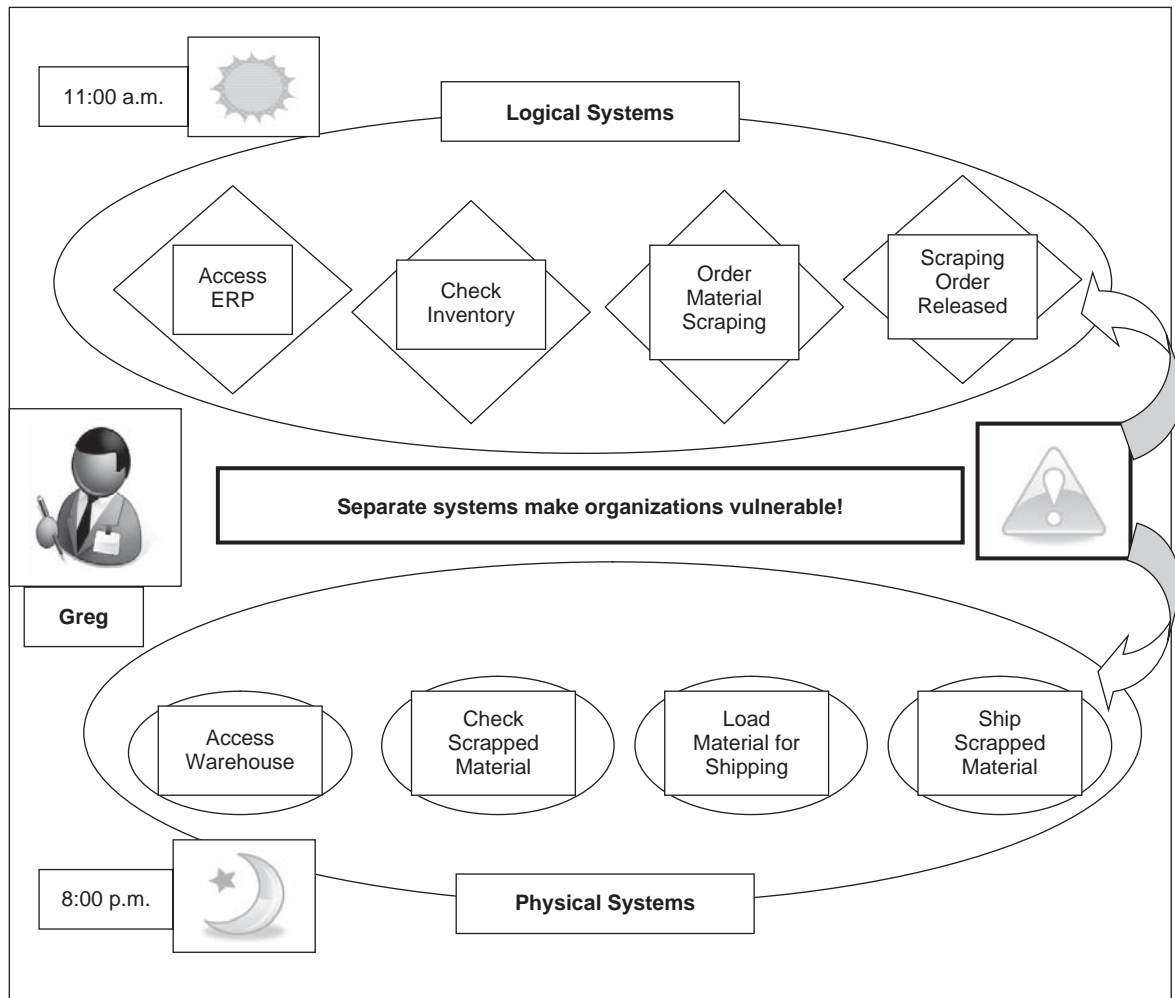 11:00 a.m.
Logical Systems
Access
ERP
Check
Inventory
Order
Material
Scraping
Scraping
Order
Released
Separate systems make organizations vulnerable!
Greg
Access
Warehouse
Check
Scrapped
Material
Load
Material for
Shipping
Ship
Scrapped
Material
8:00 p.m.
Physical Systems